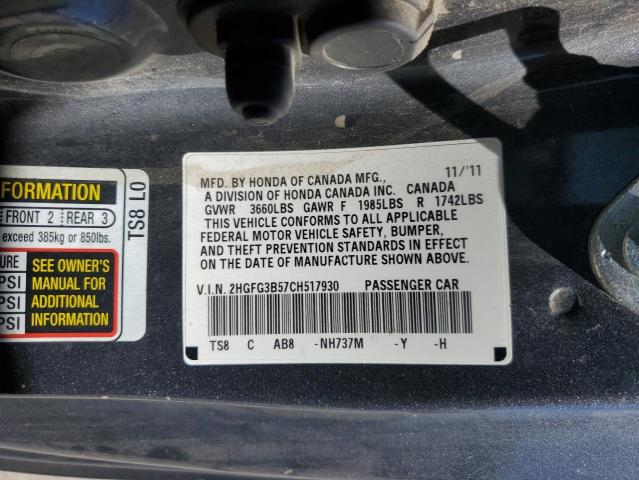 FORMATION
FRONT 2 REAR 3
exceed 385kg or 850lbs.
URE SEE OWNER'S
PSI MANUAL FOR
PSI ADDITIONAL
PSI INFORMATION
TS8 L0
MFD. BY HONDA OF CANADA MFG., 11/'11
A DIVISION OF HONDA CANADA INC. CANADA
GVWR 3660LBS GAWR F 1985LBS R 1742LBS
THIS VEHICLE CONFORMS TO ALL APPLICABLE
FEDERAL MOTOR VEHICLE SAFETY, BUMPER,
AND THEFT PREVENTION STANDARDS IN EFFECT
ON THE DATE OF MANUFACTURE SHOWN ABOVE.
V.I.N. 2HGFG3B57CH517930 PASSENGER CAR
TS8 C AB8 -NH737M -Y -H